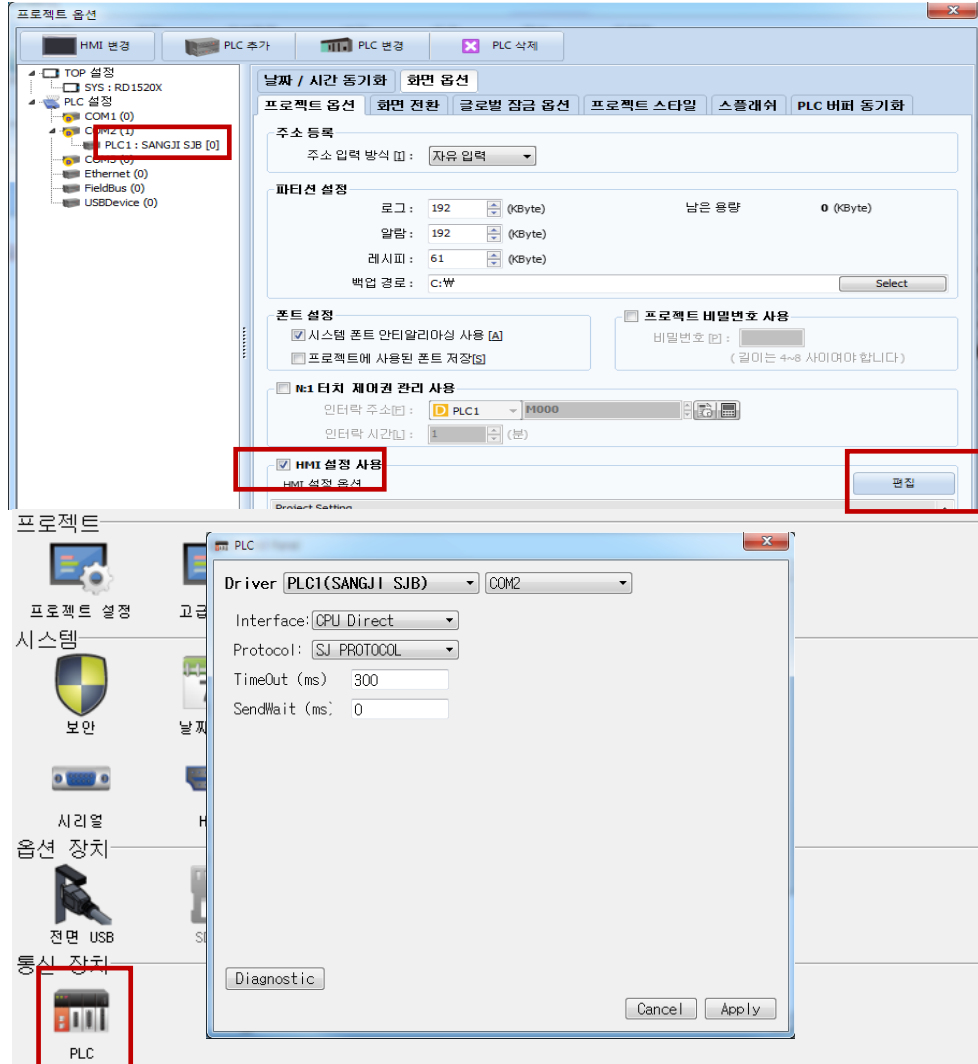 프로젝트 옵션
HMI 변경 PLC 추가 PLC 변경 PLC 삭제
TOP 설정
SYS : RD1520X
PLC 설정
COM1 (0)
COM2 (1)
PLC1 : SANGJI SJB [0]
COM3 (0)
Ethernet (0)
FieldBus (0)
USBDevice (0)
날짜 / 시간 동기화 화면 옵션
프로젝트 옵션 화면 전환 글로벌 잠금 옵션 프로젝트 스타일 스플래쉬 PLC 버퍼 동기화
주소 등록
주소 입력 방식 [I] : 자유 입력
파티션 설정
로그 : 192 (KByte) 남은 용량 0 (KByte)
알람 : 192 (KByte)
레시피 : 61 (KByte)
백업 경로 : C:₩ Select
폰트 설정
시스템 폰트 안티알리아싱 사용 [A]
프로젝트에 사용된 폰트 저장[S]
프로젝트 비밀번호 사용
비밀번호 [P] :
( 길이는 4~8 사이여야 합니다 )
N:1 터치 제어권 관리 사용
인터락 주소[F] : D PLC1 M000
인터락 시간[L] : 1 (분)
HMI 설정 사용
HMI 설정 옵션 편집
Project Setting
프로젝트
프로젝트 설정 고급
시스템
보안 날짜
시리얼 H
옵션 장치
전면 USB SD
통신 장치
PLC
PLC
Driver PLC1(SANGJI SJB) COM2
Interface: CPU Direct
Protocol: SJ PROTOCOL
TimeOut (ms) 300
SendWait (ms) 0
Diagnostic
Cancel Apply